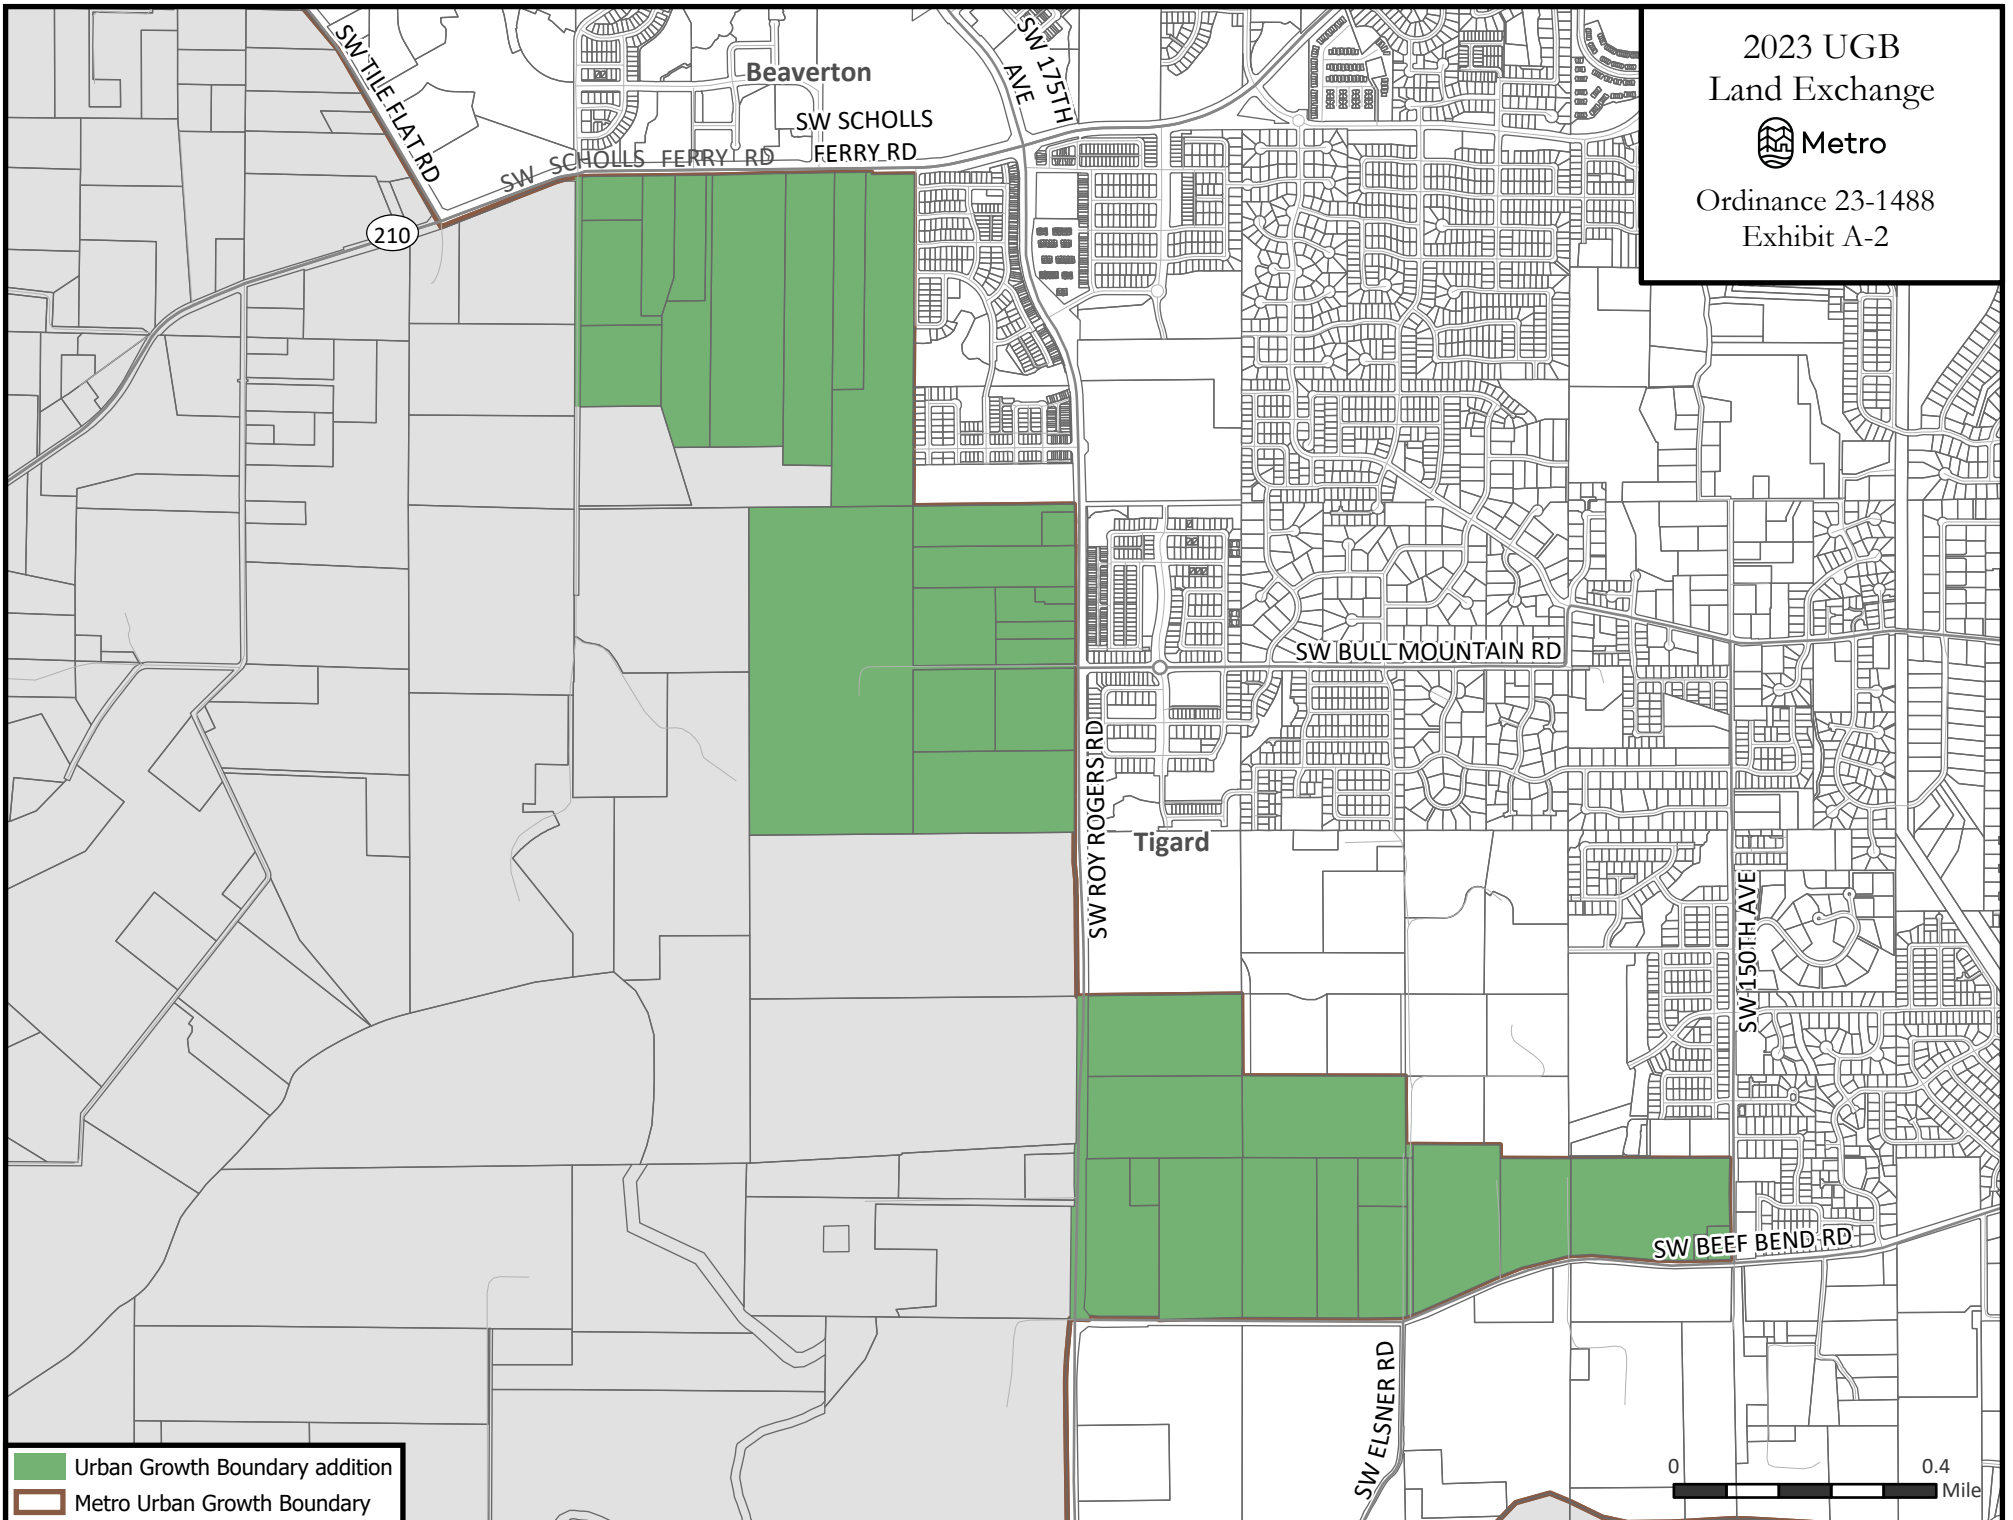 2023 UGB
Land Exchange
Metro
Ordinance 23-1488
Exhibit A-2
SW TILE FLAT RD
Beaverton
SW 175TH
AVE
SW SCHOLLS
FERRY RD
SW SCHOLLS FERRY RD
210
SW BULL MOUNTAIN RD
SW ROY ROGERS RD
Tigard
SW 150TH AVE
SW BEEF BEND RD
SW ELSNER RD
Urban Growth Boundary addition
Metro Urban Growth Boundary
0 0.4
Mile